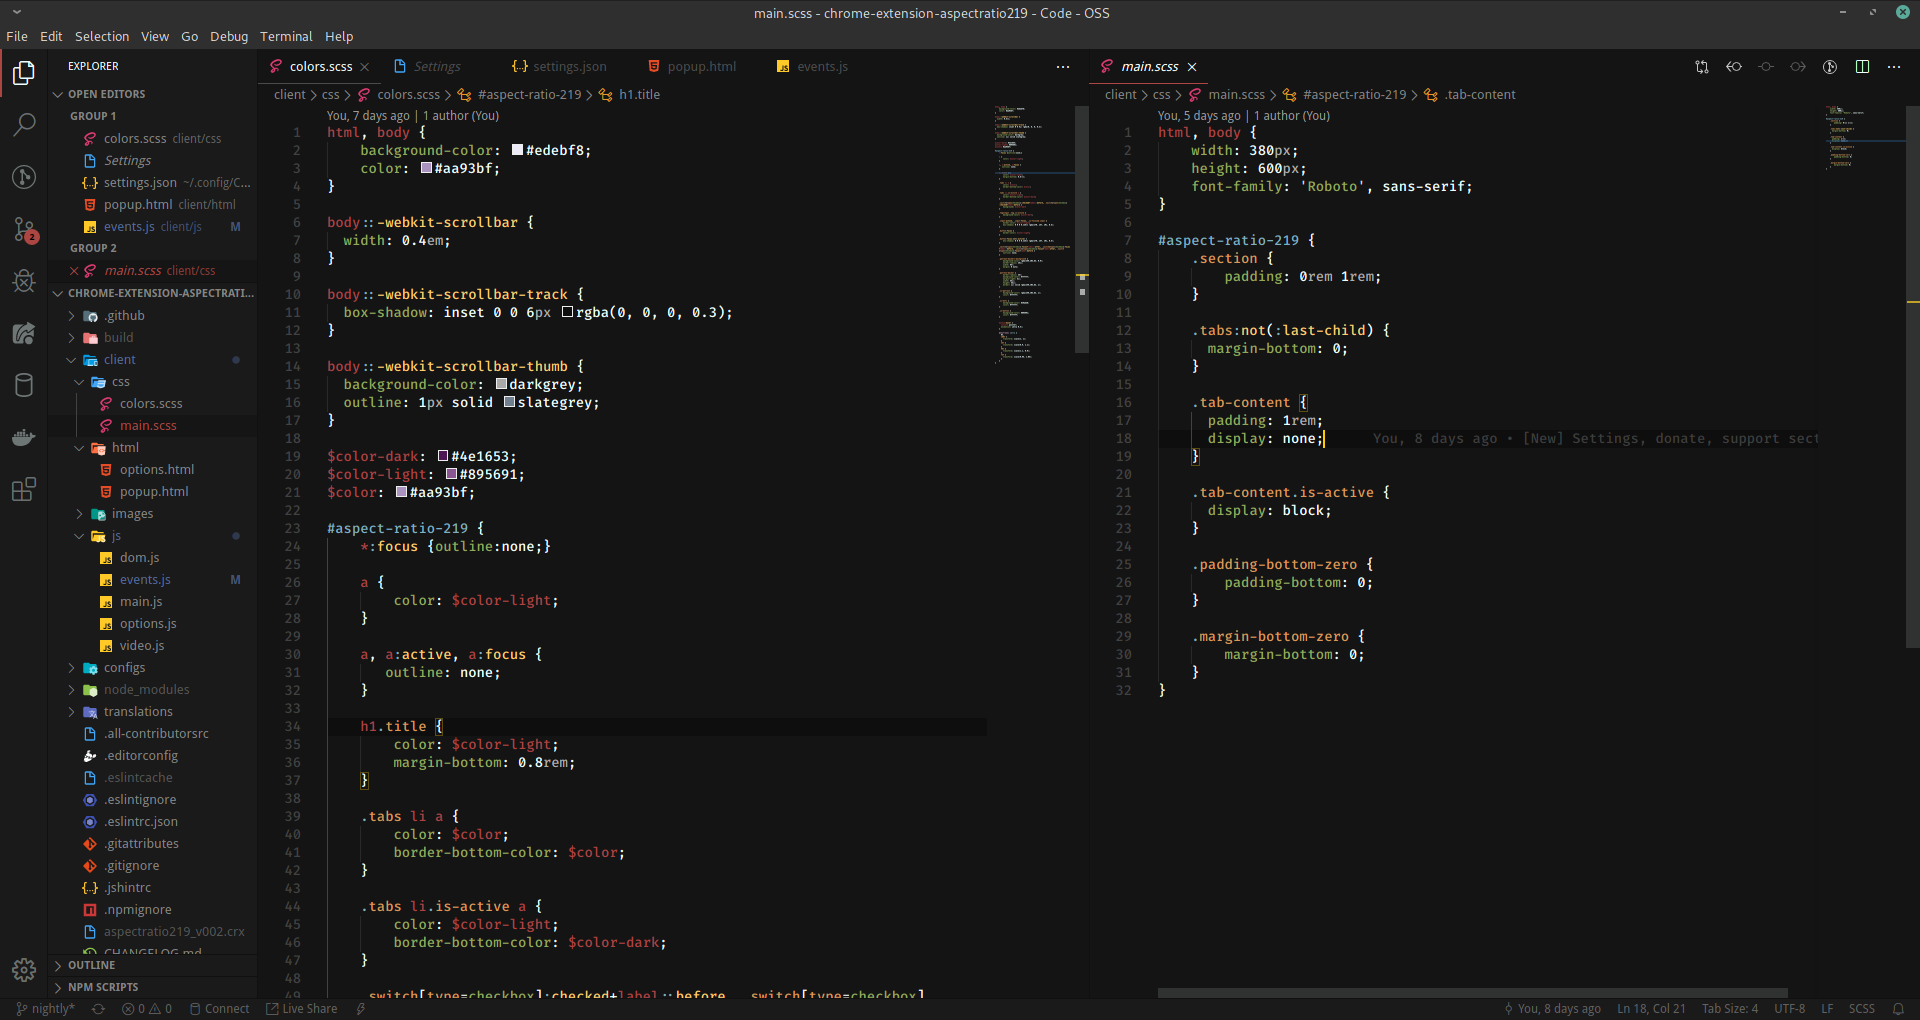 main.scss - chrome-extension-aspectratio219 - Code - OSS
File Edit Selection View Go Debug Terminal Help
EXPLORER
OPEN EDITORS
GROUP 1
colors.scss client/css
Settings
settings.json ~/.config/C...
popup.html client/html
events.js client/js M
GROUP 2
main.scss client/css
CHROME-EXTENSION-ASPECTRATI...
.github
build
client
css
colors.scss
main.scss
html
options.html
popup.html
images
js
dom.js
events.js M
main.js
options.js
video.js
configs
node_modules
translations
.all-contributorsrc
.editorconfig
.eslintcache
.eslintignore
.eslintrc.json
.gitattributes
.gitignore
.jshintrc
.npmignore
aspectratio219_v002.crx
CHANGELOG.md
OUTLINE
NPM SCRIPTS
2
colors.scss Settings settings.json popup.html events.js
client > css > colors.scss > #aspect-ratio-219 > h1.title
You, 7 days ago | 1 author (You)
1 html, body {
2 background-color: #edebf8;
3 color: #aa93bf;
4 }
5
6 body::-webkit-scrollbar {
7 width: 0.4em;
8 }
9
10 body::-webkit-scrollbar-track {
11 box-shadow: inset 0 0 6px rgba(0, 0, 0, 0.3);
12 }
13
14 body::-webkit-scrollbar-thumb {
15 background-color: darkgrey;
16 outline: 1px solid slategrey;
17 }
18
19 $color-dark: #4e1653;
20 $color-light: #895691;
21 $color: #aa93bf;
22
23 #aspect-ratio-219 {
24 *:focus {outline:none;}
25
26 a {
27 color: $color-light;
28 }
29
30 a, a:active, a:focus {
31 outline: none;
32 }
33
34 h1.title {
35 color: $color-light;
36 margin-bottom: 0.8rem;
37 }
38
39 .tabs li a {
40 color: $color;
41 border-bottom-color: $color;
42 }
43
44 .tabs li.is-active a {
45 color: $color-light;
46 border-bottom-color: $color-dark;
47 }
48
49 .switch[type=checkbox]:checked+label::before, .switch[type=checkbox]
main.scss
client > css > main.scss > #aspect-ratio-219 > .tab-content
You, 5 days ago | 1 author (You)
1 html, body {
2 width: 380px;
3 height: 600px;
4 font-family: 'Roboto', sans-serif;
5 }
6
7 #aspect-ratio-219 {
8 .section {
9 padding: 0rem 1rem;
10 }
11
12 .tabs:not(:last-child) {
13 margin-bottom: 0;
14 }
15
16 .tab-content {
17 padding: 1rem;
18 display: none; You, 8 days ago • [New] Settings, donate, support sect
19 }
20
21 .tab-content.is-active {
22 display: block;
23 }
24
25 .padding-bottom-zero {
26 padding-bottom: 0;
27 }
28
29 .margin-bottom-zero {
30 margin-bottom: 0;
31 }
32 }
nightly* 0 0 Connect Live Share You, 8 days ago Ln 18, Col 21 Tab Size: 4 UTF-8 LF SCSS